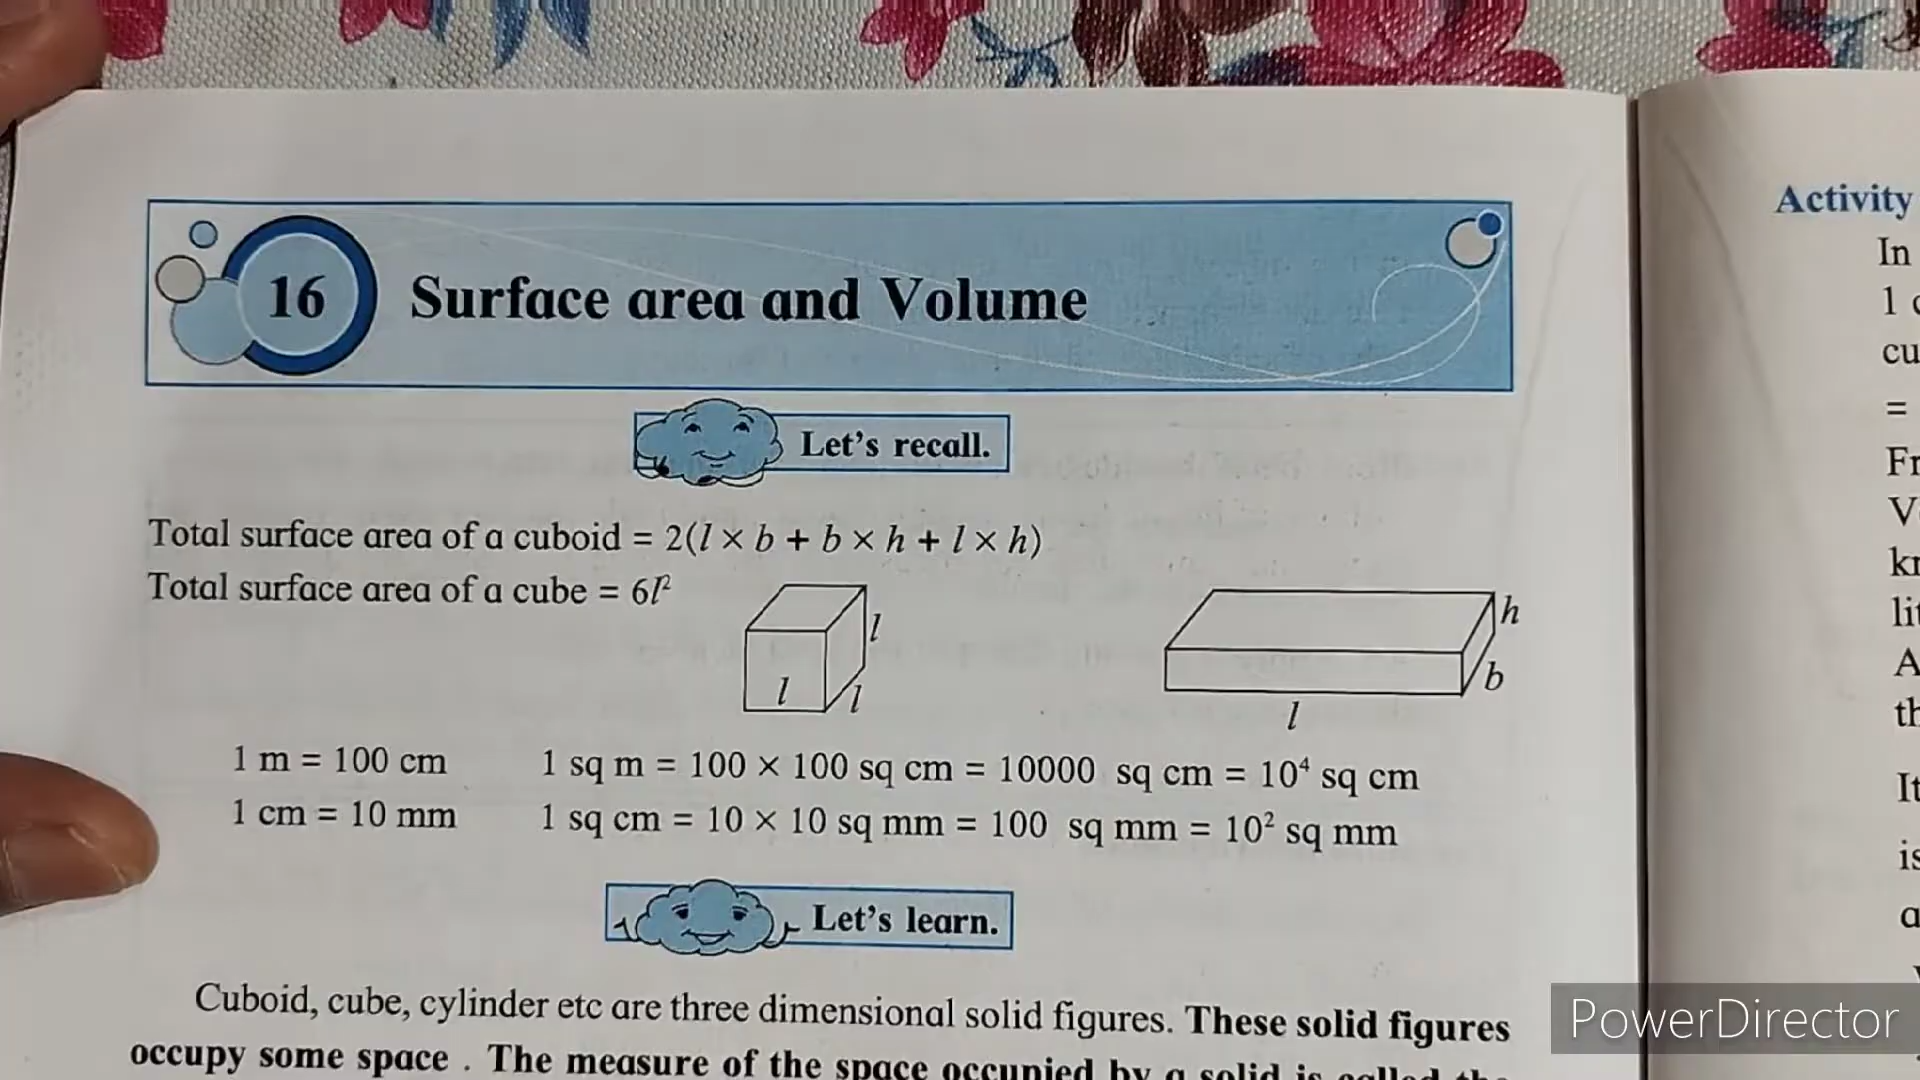 16 Surface area and Volume
Let's recall.
Total surface area of a cuboid = 2(l × b + b × h + l × h)
Total surface area of a cube = 6l²
l
l
l
h
b
l
1 m = 100 cm 1 sq m = 100 × 100 sq cm = 10000 sq cm = 10⁴ sq cm
1 cm = 10 mm 1 sq cm = 10 × 10 sq mm = 100 sq mm = 10² sq mm
Let's learn.
Cuboid, cube, cylinder etc are three dimensional solid figures. These solid figures
occupy some space . The measure of the space occupied by a solid is called the
Activity
In
1
=
PowerDirector